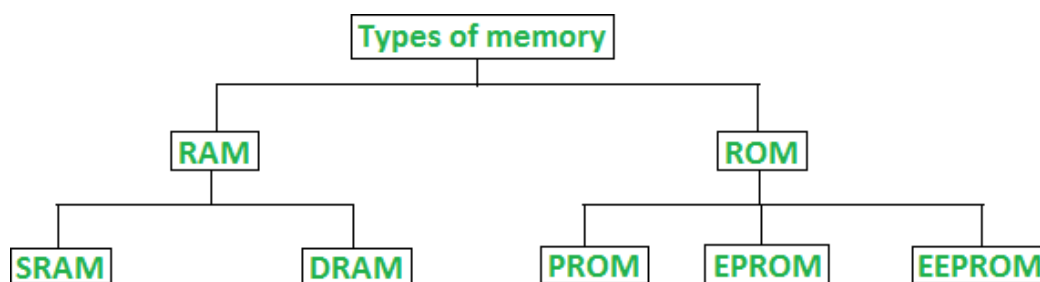 Types of memory
RAM ROM
SRAM DRAM PROM EPROM EEPROM